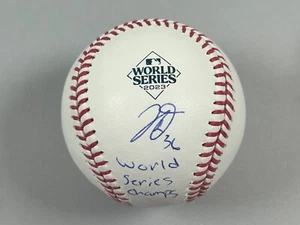 WORLD
SERIES
2023
36
World
Series
Champs